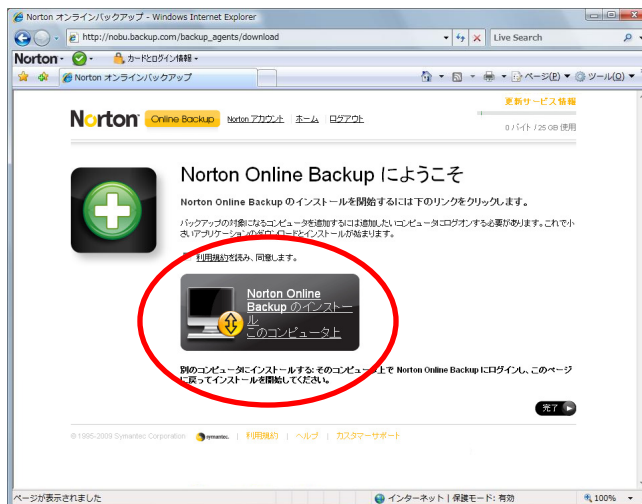 Norton オンラインバックアップ - Windows Internet Explorer
http://nobu.backup.com/backup_agents/download
Live Search
Norton
カードとログイン情報
Norton オンラインバックアップ
ページ(P)
ツール(O)
更新サービス情報
Norton Online Backup Norton アカウント ホーム ログアウト
0 バイト / 25 GB 使用
Norton Online Backup にようこそ
Norton Online Backup のインストールを開始するには下のリンクをクリックします。
バックアップの対象になるコンピュータを追加するには追加したいコンピュータにログオンする必要があります。これで小
さいアプリケーションのダウンロードとインストールが始まります。
利用規約を読み、同意します。
Norton Online
Backup のインストー
ル
このコンピュータ上
別のコンピュータにインストールする: そのコンピュータ上で Norton Online Backup にログインし、このページ
に戻ってインストールを開始してください。
完了
© 1995-2009 Symantec Corporation symantec. | 利用規約 | ヘルプ | カスタマーサポート
ページが表示されました
インターネット | 保護モード: 有効
100%